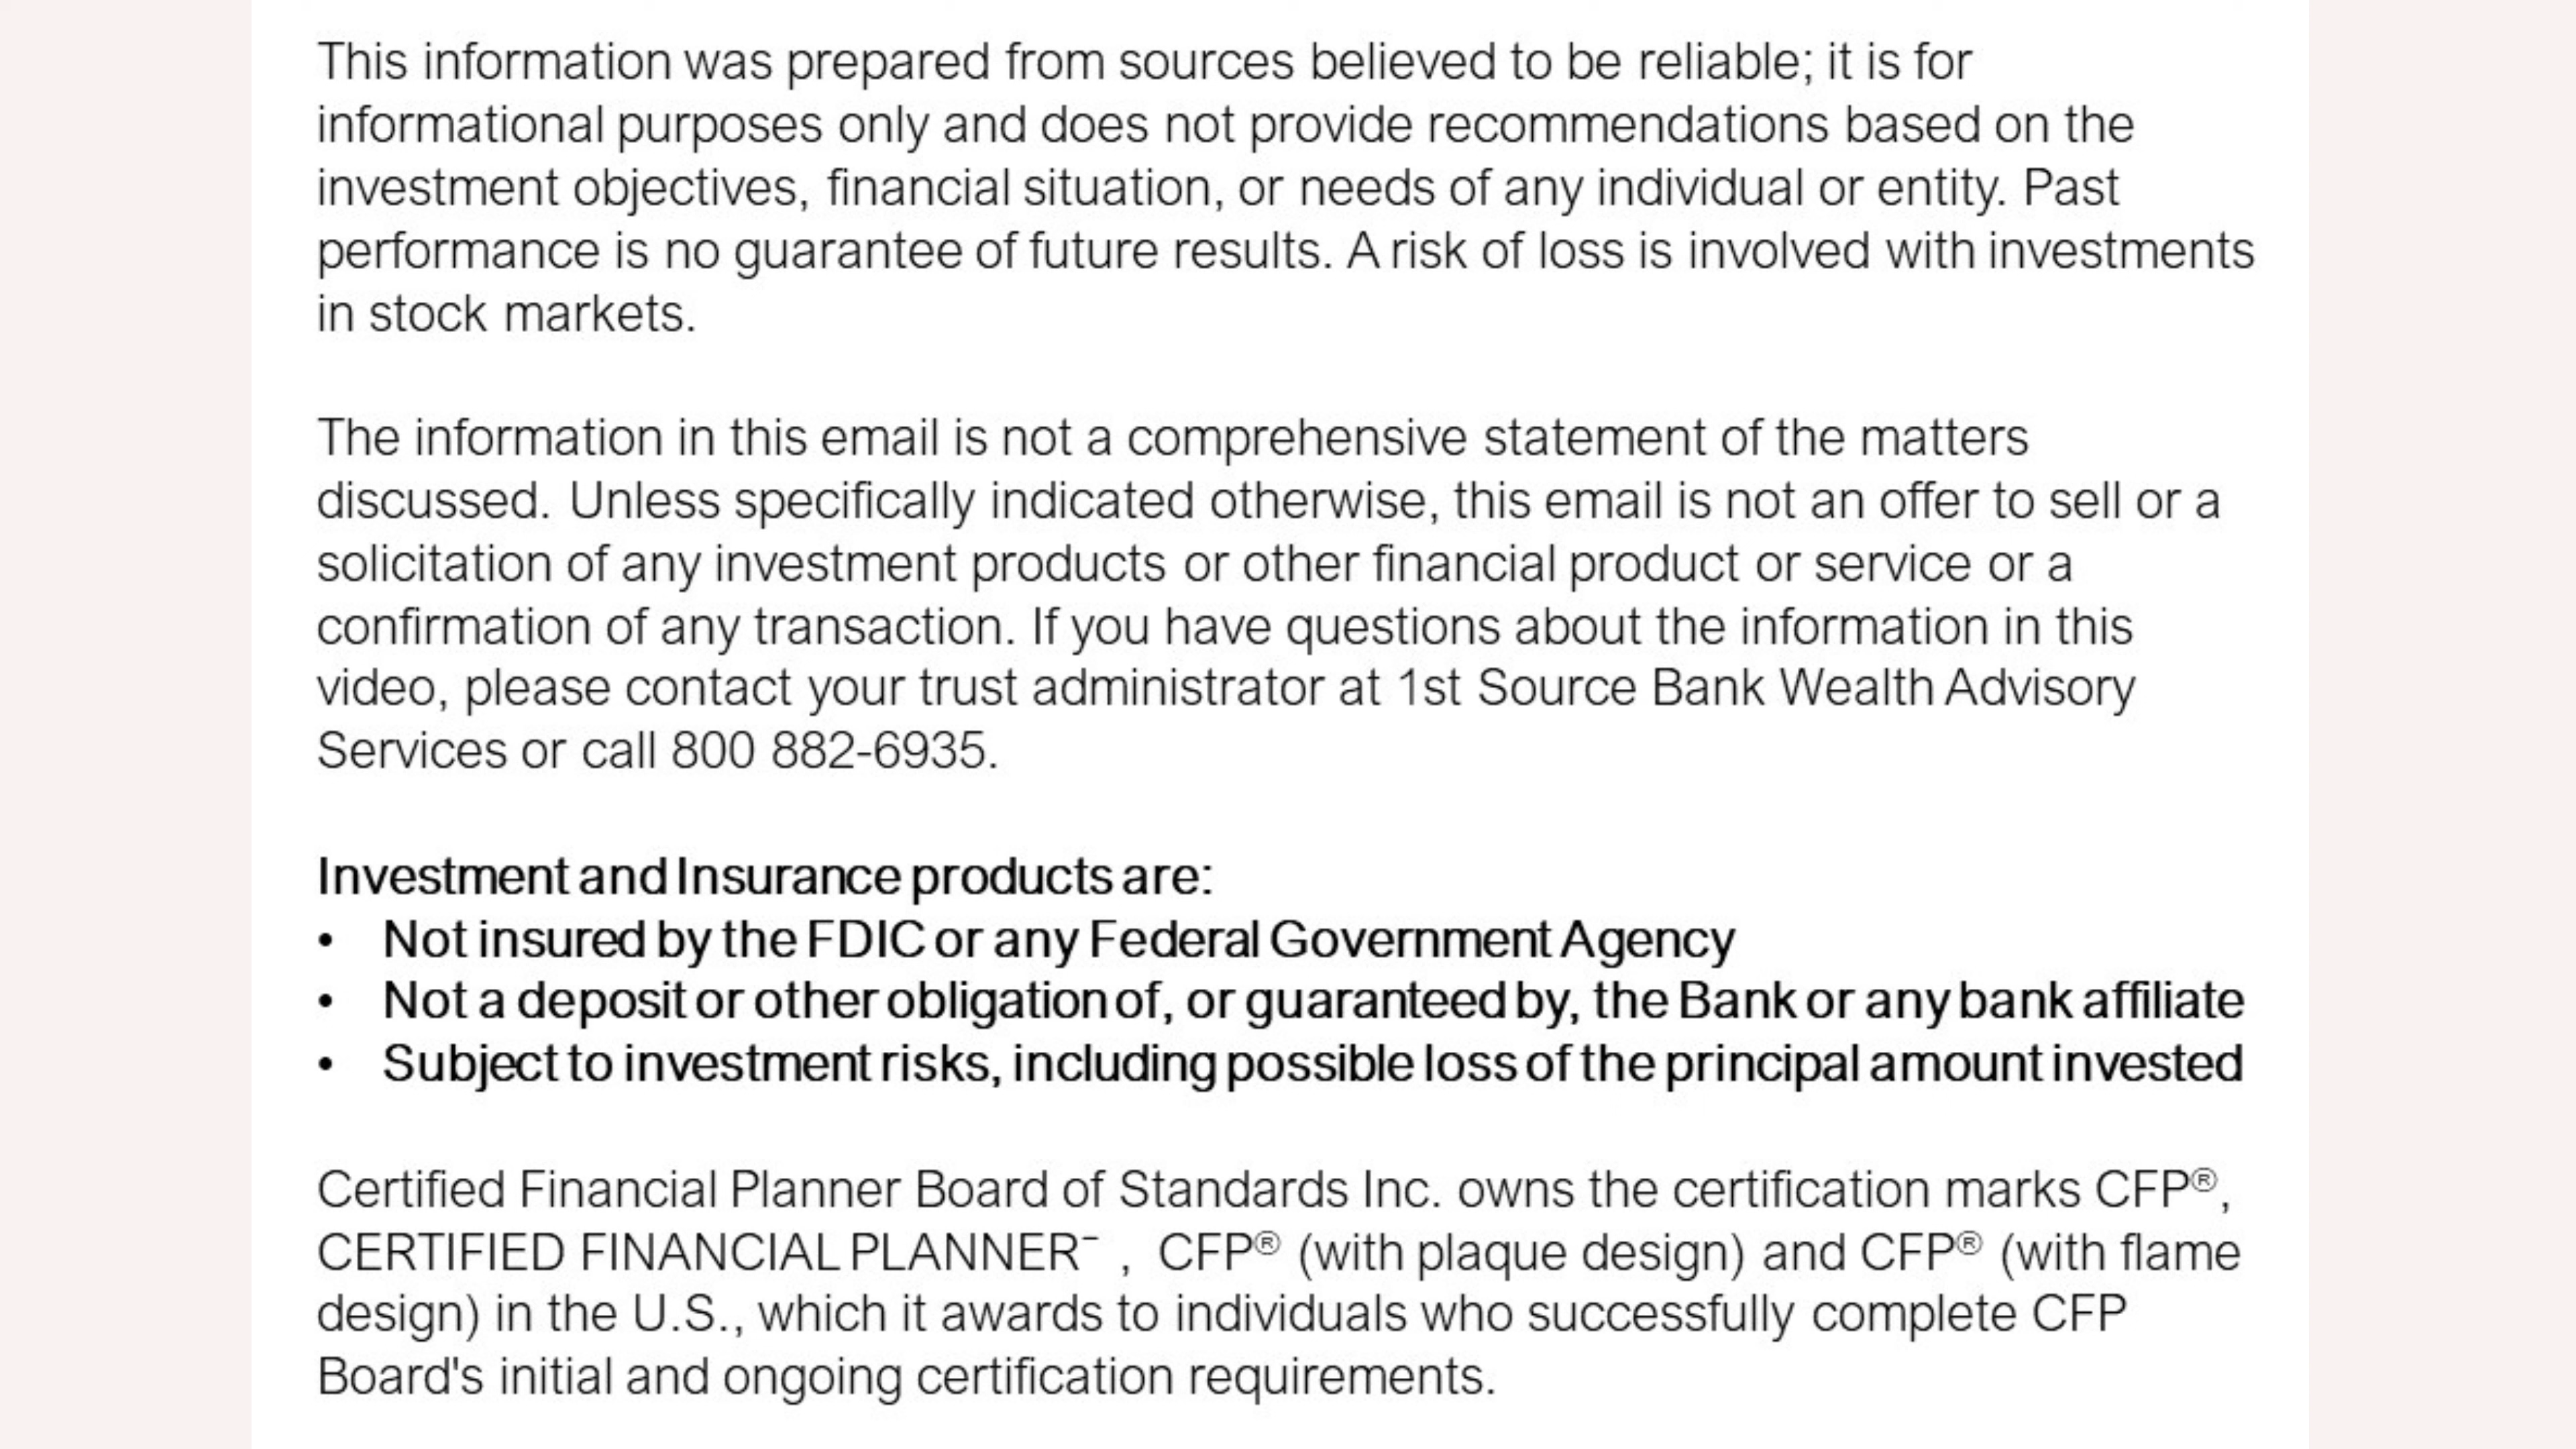 This information was prepared from sources believed to be reliable; it is for
informational purposes only and does not provide recommendations based on the
investment objectives, financial situation, or needs of any individual or entity. Past
performance is no guarantee of future results. A risk of loss is involved with investments
in stock markets.
The information in this email is not a comprehensive statement of the matters
discussed. Unless specifically indicated otherwise, this email is not an offer to sell or a
solicitation of any investment products or other financial product or service or a
confirmation of any transaction. If you have questions about the information in this
video, please contact your trust administrator at 1st Source Bank Wealth Advisory
Services or call 800 882-6935.
Investment and Insurance products are:
• Not insured by the FDIC or any Federal Government Agency
• Not a deposit or other obligation of, or guaranteed by, the Bank or any bank affiliate
• Subject to investment risks, including possible loss of the principal amount invested
Certified Financial Planner Board of Standards Inc. owns the certification marks CFP®,
CERTIFIED FINANCIAL PLANNER⁻ , CFP® (with plaque design) and CFP® (with flame
design) in the U.S., which it awards to individuals who successfully complete CFP
Board's initial and ongoing certification requirements.